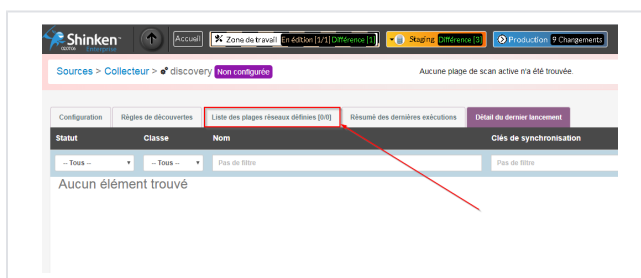 Shinken
Enterprise
Accueil
Zone de travail En édition [1/1] Différence [1]
Staging Différence [3]
Production 9 Changements
Sources > Collecteur > discovery Non configurée
Aucune plage de scan active n'a été trouvée.
Configuration
Règles de découvertes
Liste des plages réseaux définies [0/0]
Résumé des dernières exécutions
Détail du dernier lancement
Statut
Classe
Nom
Clés de synchronisation
-- Tous --
-- Tous --
Pas de filtre
Pas de filtre
Aucun élément trouvé